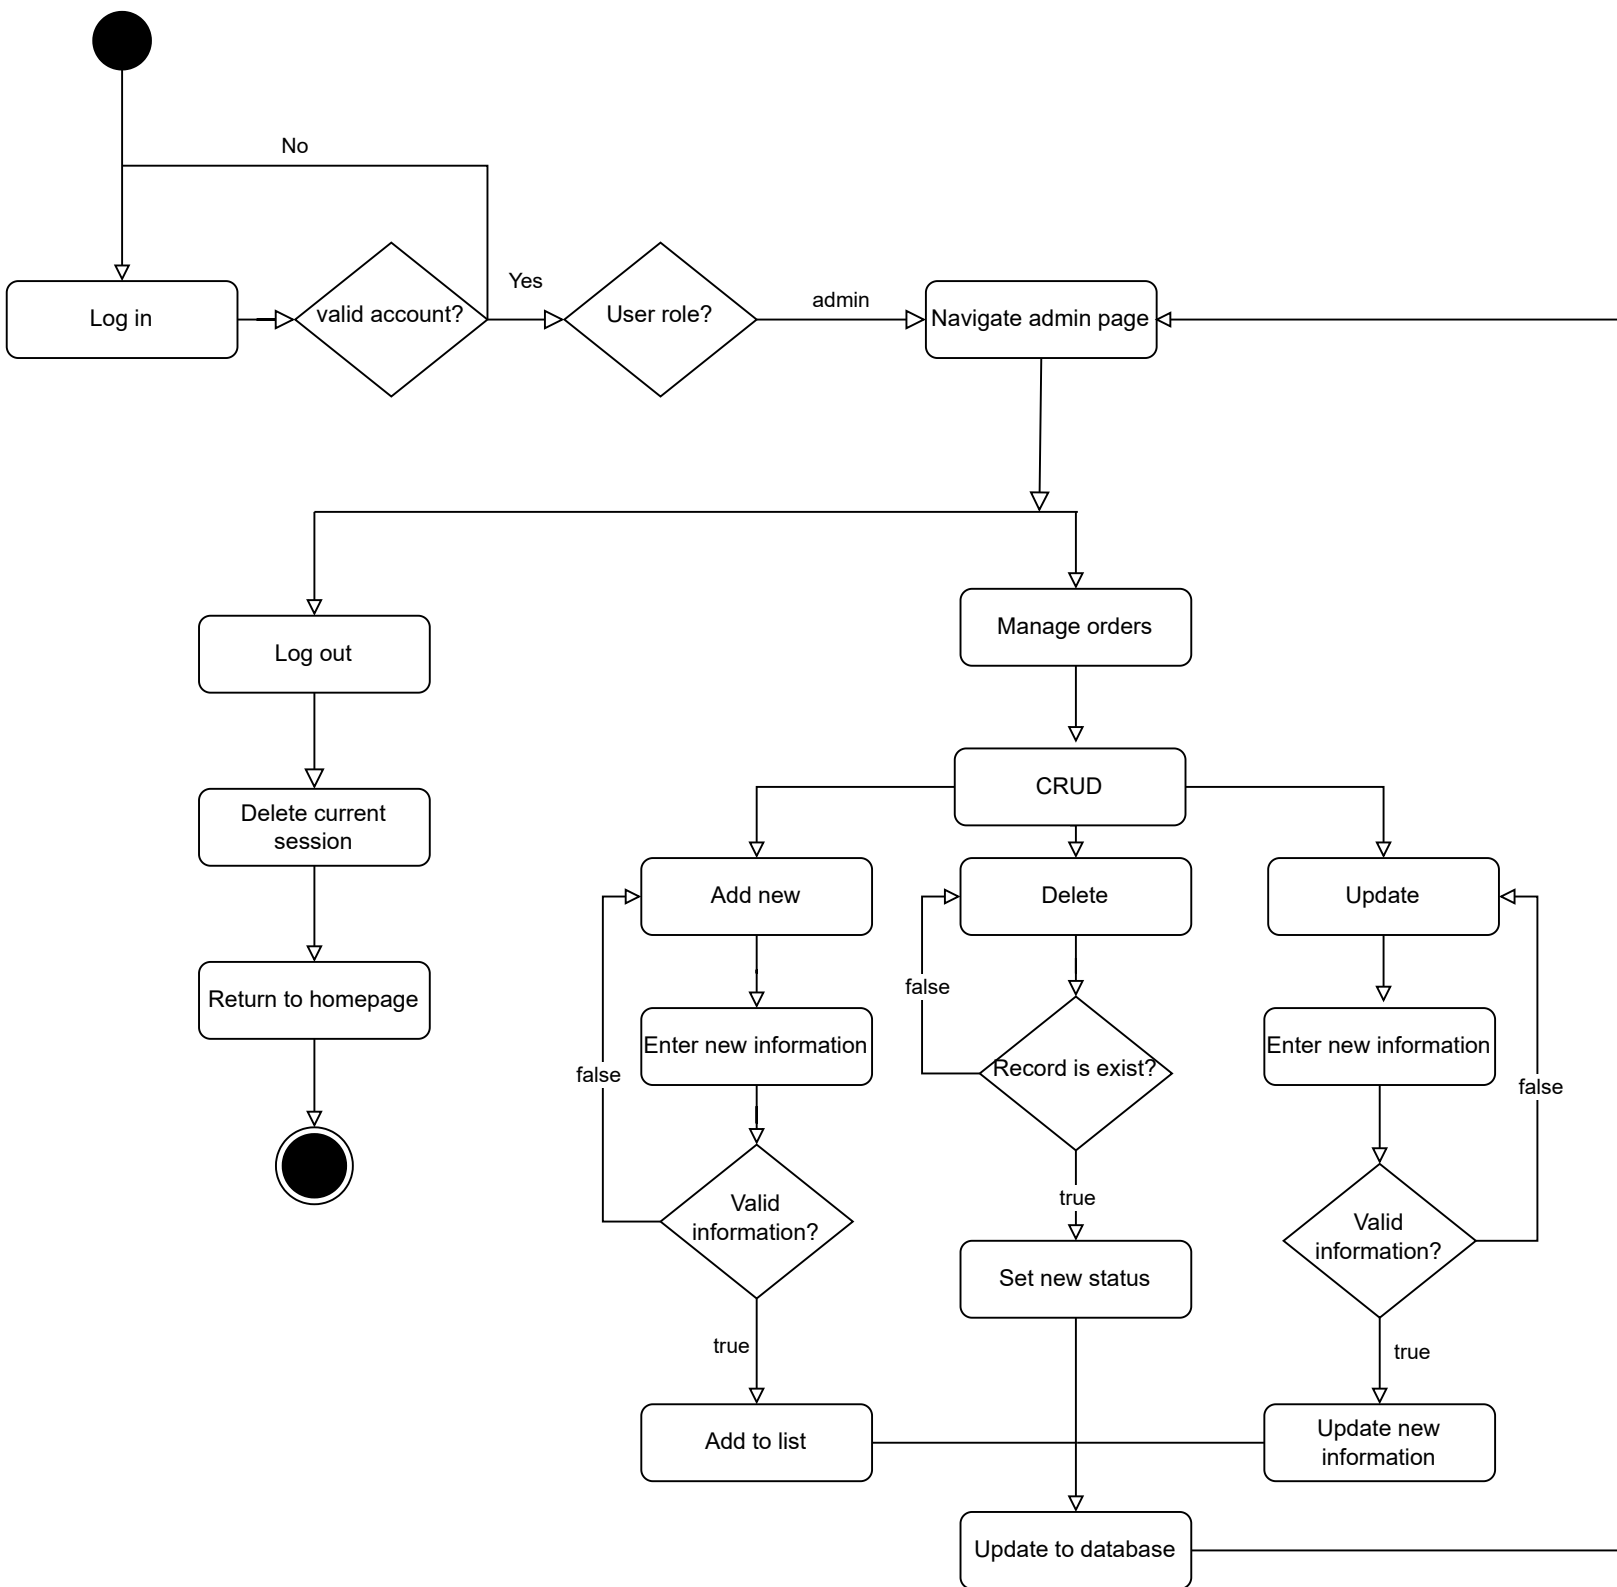 No
Yes
admin
Log in
valid account?
User role?
Navigate admin page
Manage orders
Log out
CRUD
Delete current
session
Add new
Delete
Update
false
Return to homepage
Enter new information
Record is exist?
Enter new information
false
false
true
Valid
information?
Valid
information?
Set new status
true
true
Add to list
Update new
information
Update to database